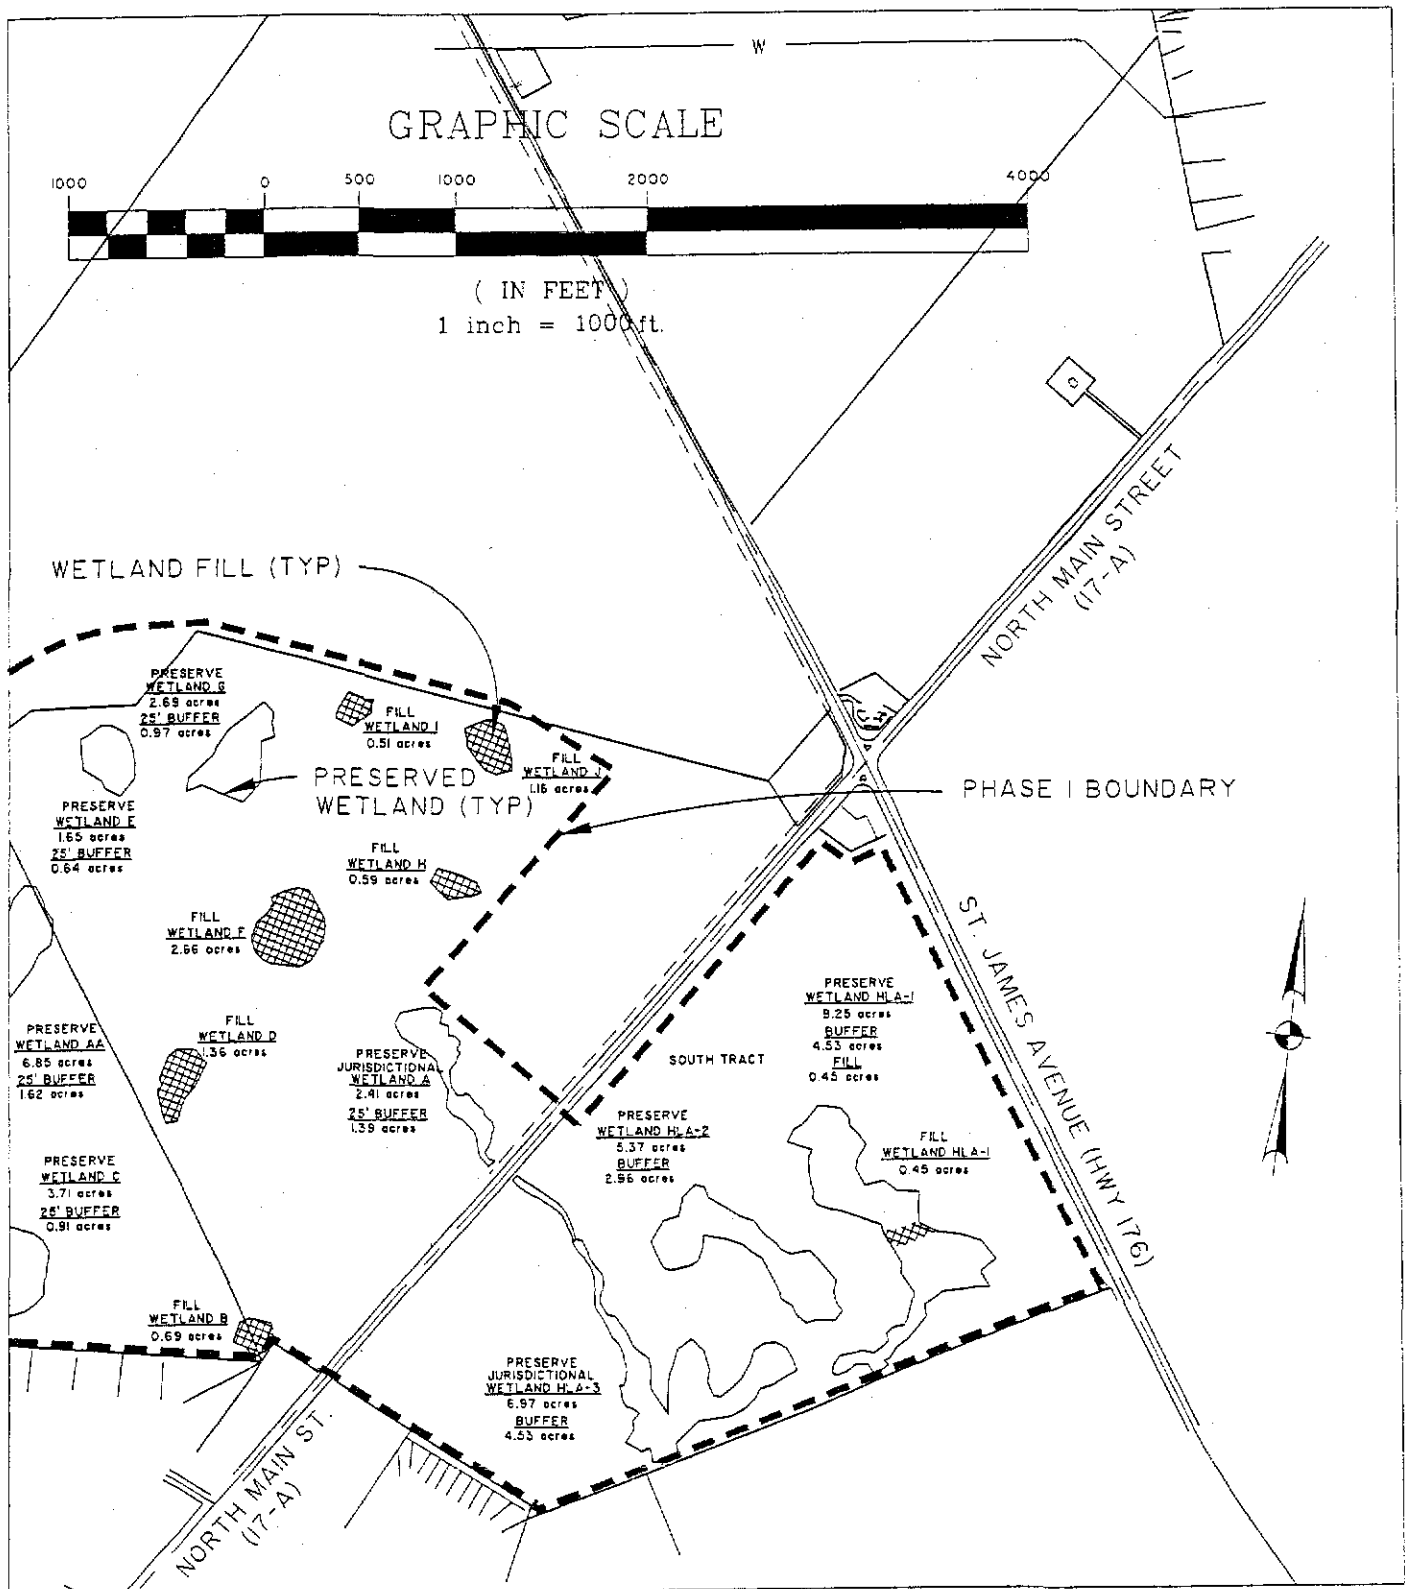 W
GRAPHIC SCALE
1000 0 500 1000 2000 4000
( IN FEET )
1 inch = 1000 ft.
NORTH MAIN STREET
(17-A)
WETLAND FILL (TYP)
PRESERVE
WETLAND G
2.69 acres
25' BUFFER
0.97 acres
FILL
WETLAND I
0.51 acres
FILL
WETLAND J
1.16 acres
PRESERVED
WETLAND (TYP)
PHASE I BOUNDARY
PRESERVE
WETLAND E
1.65 acres
25' BUFFER
0.64 acres
FILL
WETLAND H
0.59 acres
FILL
WETLAND F
2.66 acres
ST. JAMES AVENUE (HWY 176)
PRESERVE
WETLAND HLA-1
9.25 acres
BUFFER
4.53 acres
FILL
0.45 acres
PRESERVE
WETLAND AA
6.85 acres
25' BUFFER
1.62 acres
FILL
WETLAND D
1.36 acres
PRESERVE
JURISDICTIONAL
WETLAND A
2.41 acres
25' BUFFER
1.39 acres
SOUTH TRACT
PRESERVE
WETLAND HLA-2
5.37 acres
BUFFER
2.96 acres
FILL
WETLAND HLA-1
0.45 acres
PRESERVE
WETLAND C
3.71 acres
25' BUFFER
0.91 acres
FILL
WETLAND B
0.69 acres
PRESERVE
JURISDICTIONAL
WETLAND HLA-3
6.97 acres
BUFFER
4.53 acres
NORTH MAIN ST.
(17-A)